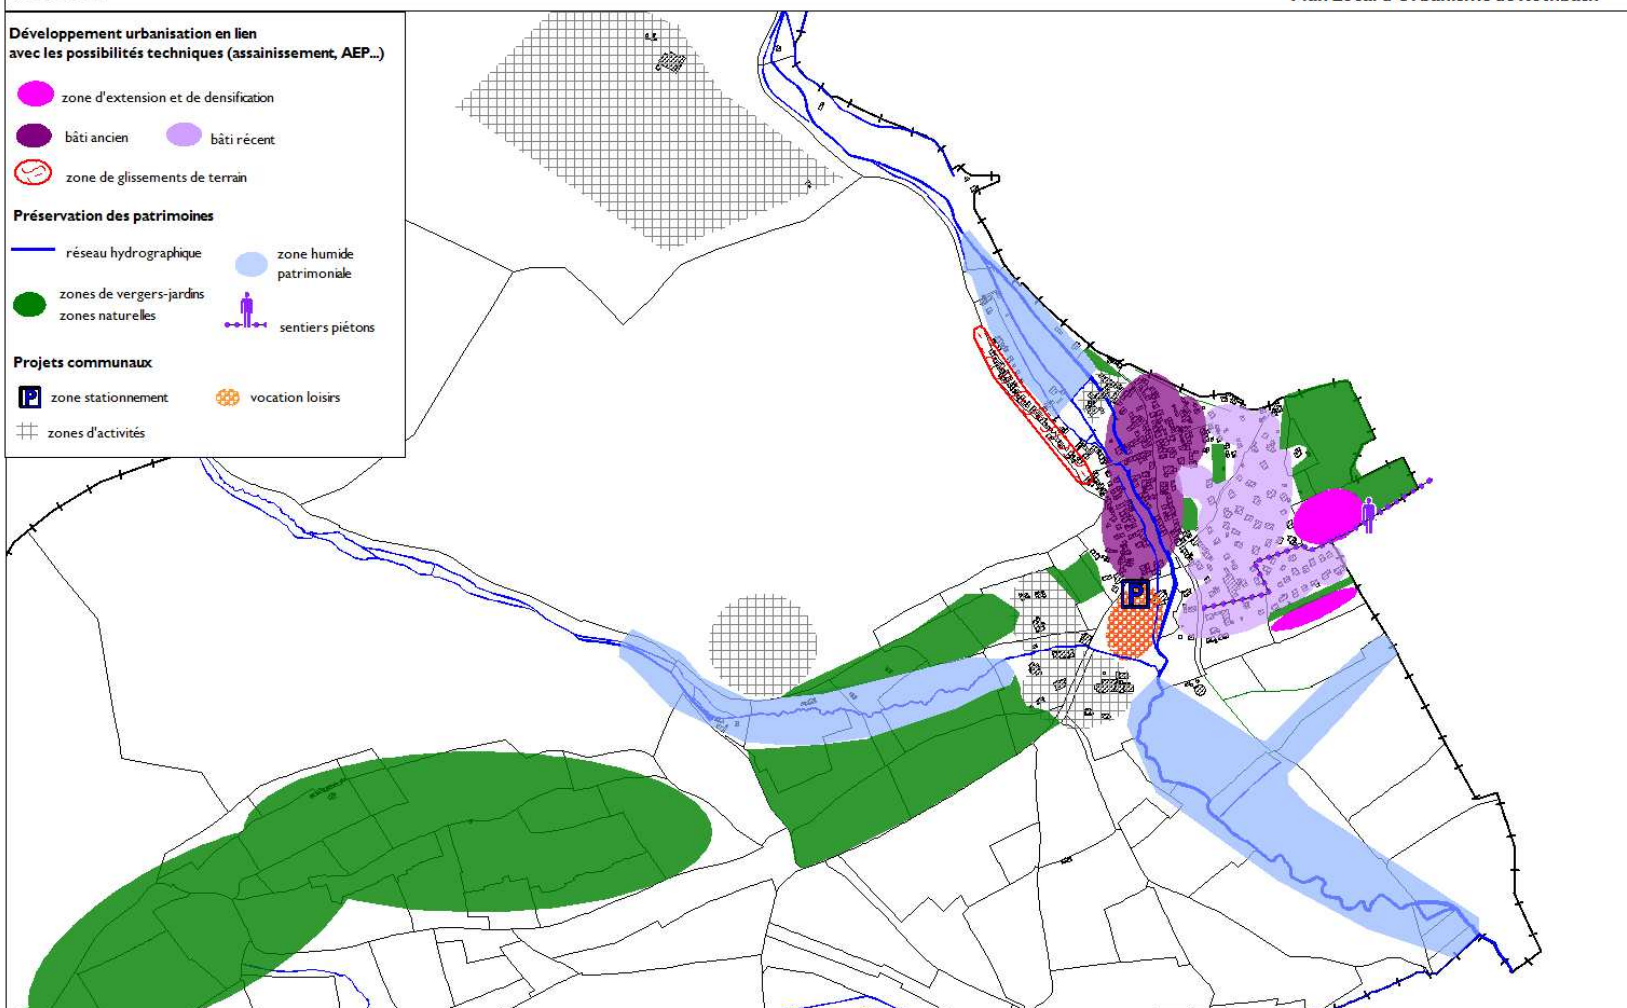 Développement urbanisation en lien
avec les possibilités techniques (assainissement, AEP...)
zone d'extension et de densification
bâti ancien
bâti récent
zone de glissements de terrain
Préservation des patrimoines
réseau hydrographique
zone humide
patrimoniale
zones de vergers-jardins
zones naturelles
sentiers piétons
Projets communaux
P
zone stationnement
vocation loisirs
zones d'activités
P